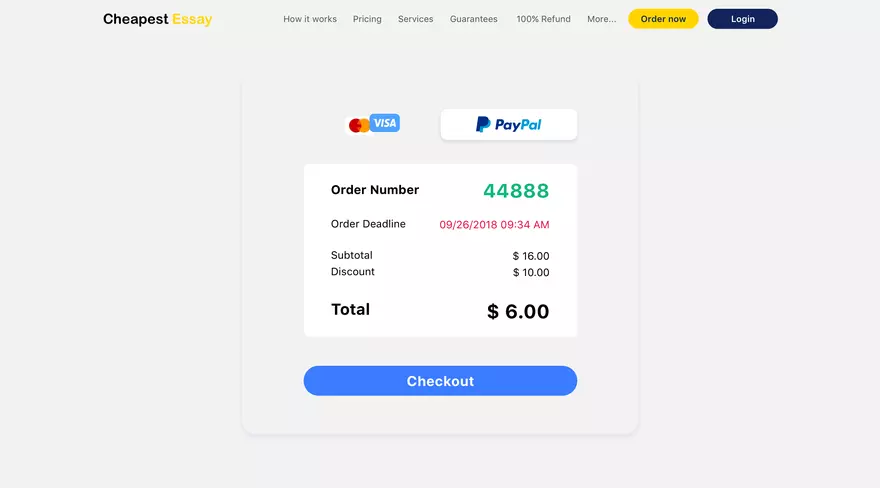 Cheapest Essay How it works Pricing Services Guarantees 100% Refund More... Order now Login
VISA PayPal
Order Number 44888
Order Deadline 09/26/2018 09:34 AM
Subtotal $ 16.00
Discount $ 10.00
Total $ 6.00
Checkout